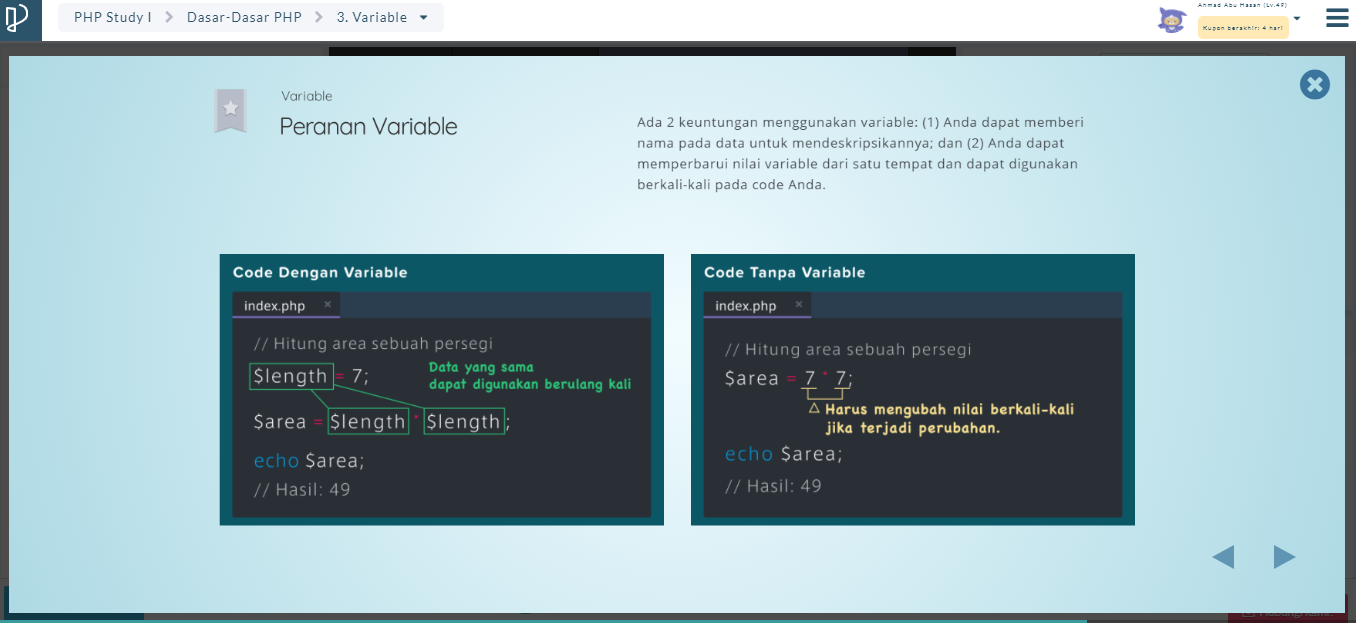 PHP Study I
Dasar-Dasar PHP
3. Variable
Ahmad Abu Hasan (Lv.49)
Kupon berakhir: 4 hari
Variable
Peranan Variable
Ada 2 keuntungan menggunakan variable: (1) Anda dapat memberi
nama pada data untuk mendeskripsikannya; dan (2) Anda dapat
memperbarui nilai variable dari satu tempat dan dapat digunakan
berkali-kali pada code Anda.
Code Dengan Variable
index.php ×
// Hitung area sebuah persegi
$length = 7;
Data yang sama
dapat digunakan berulang kali
$area = $length * $length;
echo $area;
// Hasil: 49
Code Tanpa Variable
index.php ×
// Hitung area sebuah persegi
$area = 7 * 7;
Harus mengubah nilai berkali-kali
jika terjadi perubahan.
echo $area;
// Hasil: 49